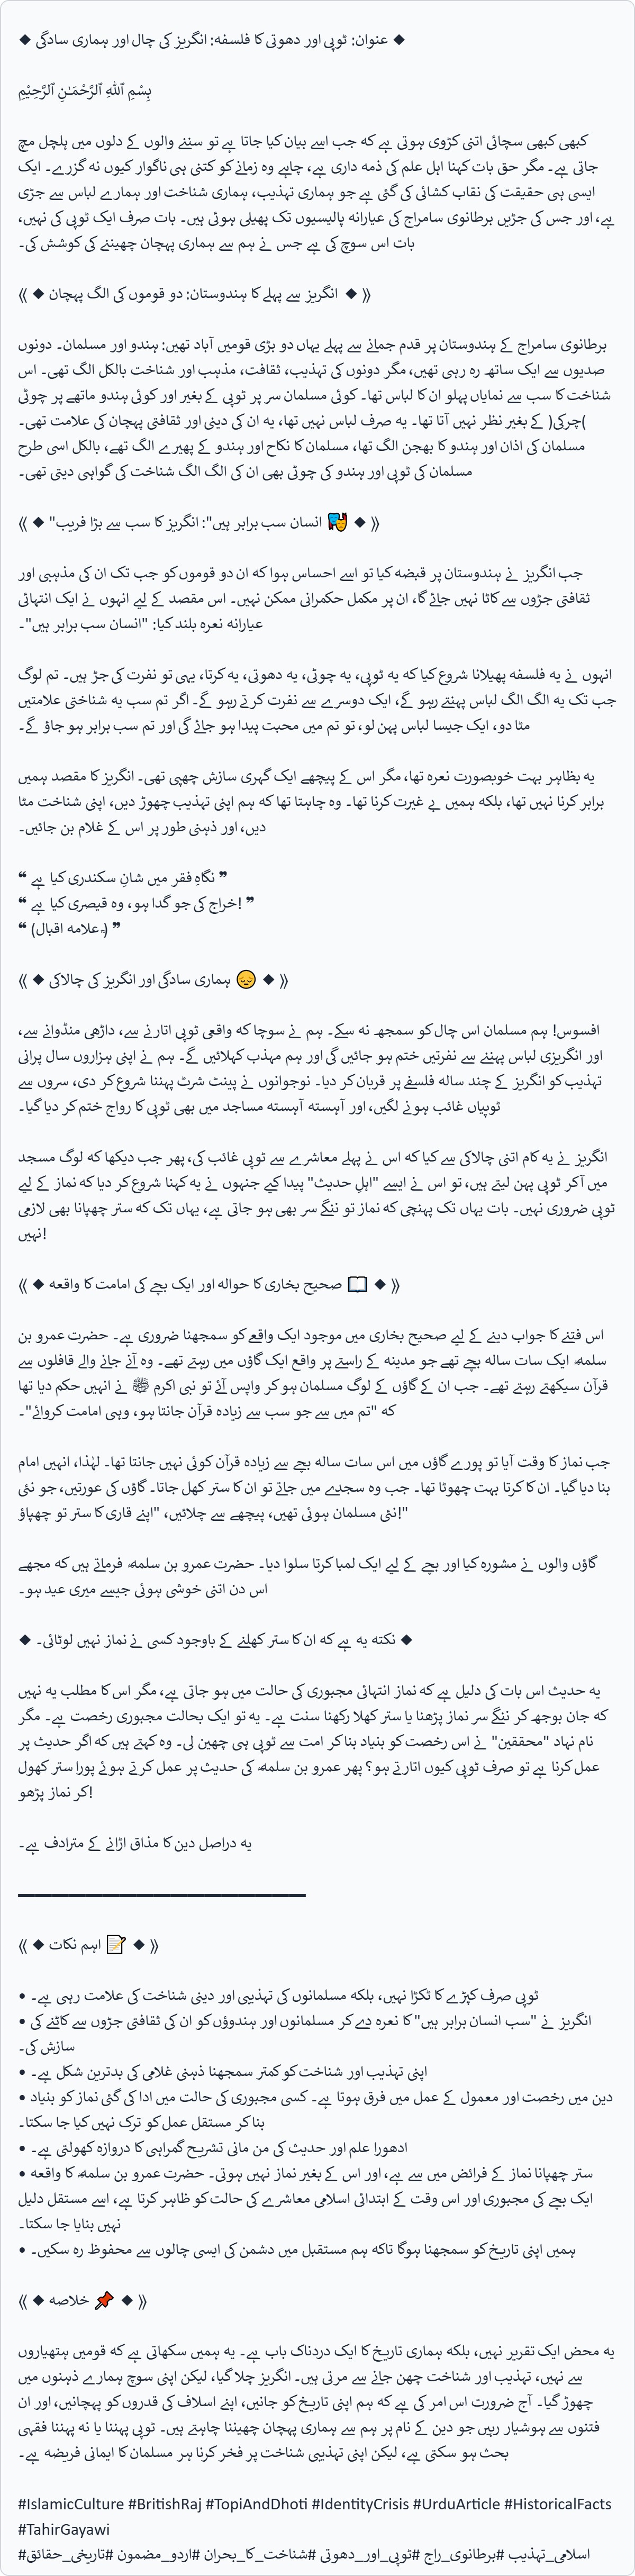 ◆ عنوان: ٹوپی اور دھوتی کا فلسفہ: انگریز کی چال اور ہماری سادگی ◆
بِسْمِ ٱللّٰهِ ٱلرَّحْمَـٰنِ ٱلرَّحِيْمِ
کبھی کبھی سچائی اتنی کڑوی ہوتی ہے کہ جب اسے بیان کیا جاتا ہے تو سننے والوں کے دلوں میں ہلچل مچ
جاتی ہے۔ مگر حق بات کہنا اہلِ علم کی ذمہ داری ہے، چاہے وہ زمانے کو کتنی ہی ناگوار کیوں نہ گزرے۔ ایک
ایسی ہی حقیقت کی نقاب کشائی کی گئی ہے جو ہماری تہذیب، ہماری شناخت اور ہمارے لباس سے جڑی
ہے، اور جس کی جڑیں برطانوی سامراج کی عیارانہ پالیسیوں تک پھیلی ہوئی ہیں۔ بات صرف ایک ٹوپی کی نہیں،
بات اس سوچ کی ہے جس نے ہم سے ہماری پہچان چھیننے کی کوشش کی۔
《 ◆ انگریز سے پہلے کا ہندوستان: دو قوموں کی الگ پہچان ◆ 》
برطانوی سامراج کے ہندوستان پر قدم جمانے سے پہلے یہاں دو بڑی قومیں آباد تھیں: ہندو اور مسلمان۔ دونوں
صدیوں سے ایک ساتھ رہ رہی تھیں، مگر دونوں کی تہذیب، ثقافت، مذہب اور شناخت بالکل الگ تھی۔ اس
شناخت کا سب سے نمایاں پہلو ان کا لباس تھا۔ کوئی مسلمان سر پر ٹوپی کے بغیر اور کوئی ہندو ماتھے پر چوٹی
(چرکی) کے بغیر نظر نہیں آتا تھا۔ یہ صرف لباس نہیں تھا، یہ ان کی دینی اور ثقافتی پہچان کی علامت تھی۔
مسلمان کی اذان اور ہندو کا بھجن الگ تھا، مسلمان کا نکاح اور ہندو کے پھیرے الگ تھے، بالکل اسی طرح
مسلمان کی ٹوپی اور ہندو کی چوٹی بھی ان کی الگ الگ شناخت کی گواہی دیتی تھی۔
《 ◆ 🎭 "انسان سب برابر ہیں": انگریز کا سب سے بڑا فریب ◆ 》
جب انگریز نے ہندوستان پر قبضہ کیا تو اسے احساس ہوا کہ ان دو قوموں کو جب تک ان کی مذہبی اور
ثقافتی جڑوں سے کاٹا نہیں جائے گا، ان پر مکمل حکمرانی ممکن نہیں۔ اس مقصد کے لیے انہوں نے ایک انتہائی
عیارانہ نعرہ بلند کیا: "انسان سب برابر ہیں"۔
انہوں نے یہ فلسفہ پھیلانا شروع کیا کہ یہ ٹوپی، یہ چوٹی، یہ دھوتی، یہ کرتا، یہی تو نفرت کی جڑ ہیں۔ تم لوگ
جب تک یہ الگ الگ لباس پہنتے رہو گے، ایک دوسرے سے نفرت کرتے رہو گے۔ اگر تم سب یہ شناختی علامتیں
مٹا دو، ایک جیسا لباس پہن لو، تو تم میں محبت پیدا ہو جائے گی اور تم سب برابر ہو جاؤ گے۔
یہ بظاہر بہت خوبصورت نعرہ تھا، مگر اس کے پیچھے ایک گہری سازش چھپی تھی۔ انگریز کا مقصد ہمیں
برابر کرنا نہیں تھا، بلکہ ہمیں بے غیرت کرنا تھا۔ وہ چاہتا تھا کہ ہم اپنی تہذیب چھوڑ دیں، اپنی شناخت مٹا
دیں، اور ذہنی طور پر اس کے غلام بن جائیں۔
❝ نگاہِ فقر میں شانِ سکندری کیا ہے ❞
❝ خراج کی جو گدا ہو، وہ قیصری کیا ہے! ❞
❝ (علامہ اقبالؒ) ❞
《 ◆ 😔 ہماری سادگی اور انگریز کی چالاکی ◆ 》
افسوس! ہم مسلمان اس چال کو سمجھ نہ سکے۔ ہم نے سوچا کہ واقعی ٹوپی اتارنے سے، داڑھی منڈوانے سے،
اور انگریزی لباس پہننے سے نفرتیں ختم ہو جائیں گی اور ہم مہذب کہلائیں گے۔ ہم نے اپنی ہزاروں سال پرانی
تہذیب کو انگریز کے چند سالہ فلسفے پر قربان کر دیا۔ نوجوانوں نے پینٹ شرٹ پہننا شروع کر دی، سروں سے
ٹوپیاں غائب ہونے لگیں، اور آہستہ آہستہ مساجد میں بھی ٹوپی کا رواج ختم کر دیا گیا۔
انگریز نے یہ کام اتنی چالاکی سے کیا کہ اس نے پہلے معاشرے سے ٹوپی غائب کی، پھر جب دیکھا کہ لوگ مسجد
میں آ کر ٹوپی پہن لیتے ہیں، تو اس نے ایسے "اہلِ حدیث" پیدا کیے جنہوں نے یہ کہنا شروع کر دیا کہ نماز کے لیے
ٹوپی ضروری نہیں۔ بات یہاں تک پہنچی کہ نماز تو ننگے سر بھی ہو جاتی ہے، یہاں تک کہ ستر چھپانا بھی لازمی
نہیں!
《 ◆ 📖 صحیح بخاری کا حوالہ اور ایک بچے کی امامت کا واقعہ ◆ 》
اس فتنے کا جواب دینے کے لیے صحیح بخاری میں موجود ایک واقعے کو سمجھنا ضروری ہے۔ حضرت عمرو بن
سلمہؓ ایک سات سالہ بچے تھے جو مدینہ کے راستے پر واقع ایک گاؤں میں رہتے تھے۔ وہ آنے جانے والے قافلوں سے
قرآن سیکھتے رہتے تھے۔ جب ان کے گاؤں کے لوگ مسلمان ہو کر واپس آئے تو نبی اکرم ﷺ نے انہیں حکم دیا تھا
کہ "تم میں سے جو سب سے زیادہ قرآن جانتا ہو، وہی امامت کروائے"۔
جب نماز کا وقت آیا تو پورے گاؤں میں اس سات سالہ بچے سے زیادہ قرآن کوئی نہیں جانتا تھا۔ لہٰذا، انہیں امام
بنا دیا گیا۔ ان کا کرتا بہت چھوٹا تھا۔ جب وہ سجدے میں جاتے تو ان کا ستر کھل جاتا۔ گاؤں کی عورتیں، جو نئی
نئی مسلمان ہوئی تھیں، پیچھے سے چلائیں، "اپنے قاری کا ستر تو چھپاؤ!"
گاؤں والوں نے مشورہ کیا اور بچے کے لیے ایک لمبا کرتا سلوا دیا۔ حضرت عمرو بن سلمہؓ فرماتے ہیں کہ مجھے
اس دن اتنی خوشی ہوئی جیسے میری عید ہو۔
◆ نکتہ یہ ہے کہ ان کا ستر کھلنے کے باوجود کسی نے نماز نہیں لوٹائی۔ ◆
یہ حدیث اس بات کی دلیل ہے کہ نماز انتہائی مجبوری کی حالت میں ہو جاتی ہے، مگر اس کا مطلب یہ نہیں
کہ جان بوجھ کر ننگے سر نماز پڑھنا یا ستر کھلا رکھنا سنت ہے۔ یہ تو ایک بحالت مجبوری رخصت ہے۔ مگر
نام نہاد "محققین" نے اس رخصت کو بنیاد بنا کر امت سے ٹوپی ہی چھین لی۔ وہ کہتے ہیں کہ اگر حدیث پر
عمل کرنا ہے تو صرف ٹوپی کیوں اتارتے ہو؟ پھر عمرو بن سلمہؓ کی حدیث پر عمل کرتے ہوئے پورا ستر کھول
کر نماز پڑھو!
یہ دراصل دین کا مذاق اڑانے کے مترادف ہے۔
《 ◆ 📝 اہم نکات ◆ 》
• ٹوپی صرف کپڑے کا ٹکڑا نہیں، بلکہ مسلمانوں کی تہذیبی اور دینی شناخت کی علامت رہی ہے۔
• انگریز نے "سب انسان برابر ہیں" کا نعرہ دے کر مسلمانوں اور ہندوؤں کو ان کی ثقافتی جڑوں سے کاٹنے کی
سازش کی۔
• اپنی تہذیب اور شناخت کو کمتر سمجھنا ذہنی غلامی کی بدترین شکل ہے۔
• دین میں رخصت اور معمول کے عمل میں فرق ہوتا ہے۔ کسی مجبوری کی حالت میں ادا کی گئی نماز کو بنیاد
بنا کر مستقل عمل کو ترک نہیں کیا جا سکتا۔
• ادھورا علم اور حدیث کی من مانی تشریح گمراہی کا دروازہ کھولتی ہے۔
• ستر چھپانا نماز کے فرائض میں سے ہے، اور اس کے بغیر نماز نہیں ہوتی۔ حضرت عمرو بن سلمہؓ کا واقعہ
ایک بچے کی مجبوری اور اس وقت کے ابتدائی اسلامی معاشرے کی حالت کو ظاہر کرتا ہے، اسے مستقل دلیل
نہیں بنایا جا سکتا۔
• ہمیں اپنی تاریخ کو سمجھنا ہوگا تاکہ ہم مستقبل میں دشمن کی ایسی چالوں سے محفوظ رہ سکیں۔
《 ◆ 📌 خلاصہ ◆ 》
یہ محض ایک تقریر نہیں، بلکہ ہماری تاریخ کا ایک دردناک باب ہے۔ یہ ہمیں سکھاتی ہے کہ قومیں ہتھیاروں
سے نہیں، تہذیب اور شناخت چھن جانے سے مرتی ہیں۔ انگریز چلا گیا، لیکن اپنی سوچ ہمارے ذہنوں میں
چھوڑ گیا۔ آج ضرورت اس امر کی ہے کہ ہم اپنی تاریخ کو جانیں، اپنے اسلاف کی قدروں کو پہچانیں، اور ان
فتنوں سے ہوشیار رہیں جو دین کے نام پر ہم سے ہماری پہچان چھیننا چاہتے ہیں۔ ٹوپی پہننا یا نہ پہننا فقہی
بحث ہو سکتی ہے، لیکن اپنی تہذیبی شناخت پر فخر کرنا ہر مسلمان کا ایمانی فریضہ ہے۔
#IslamicCulture #BritishRaj #TopiAndDhoti #IdentityCrisis #UrduArticle #HistoricalFacts
#TahirGayawi
#اسلامی_تہذیب #برطانوی_راج #ٹوپی_اور_دھوتی #شناخت_کا_بحران #اردو_مضمون #تاریخی_حقائق